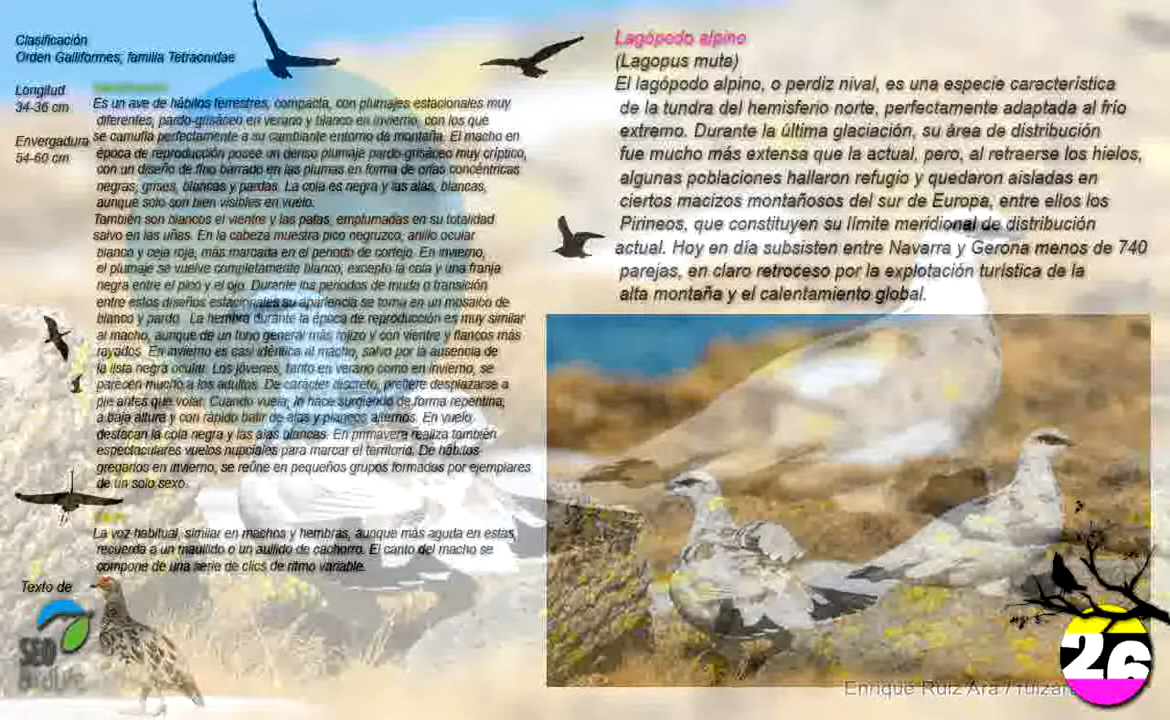 Clasificación
Orden Galliformes; familia Tetraonidae
Longitud
34-36 cm
Envergadura
54-60 cm
Es un ave de hábitos terrestres, compacta, con plumajes estacionales muy
diferentes, pardo-grisáceo en verano y blanco en invierno, con los que
se camufla perfectamente a su cambiante entorno de montaña. El macho en
época de reproducción posee un denso plumaje pardo-grisáceo muy críptico,
con un diseño de fino barrado en las plumas en forma de orlas concéntricas
negras, grises, blancas y pardas. La cola es negra y las alas, blancas,
aunque solo son bien visibles en vuelo.
También son blancos el vientre y las patas, emplumadas en su totalidad
salvo en las uñas. En la cabeza muestra pico negruzco, anillo ocular
blanco y ceja roja, más marcada en el periodo de cortejo. En invierno,
el plumaje se vuelve completamente blanco, excepto la cola y una franja
negra entre el pico y el ojo. Durante los periodos de muda o transición
entre estos diseños estacionales su apariencia se torna en un mosaico de
blanco y pardo. La hembra durante la época de reproducción es muy similar
al macho, aunque de un tono general más rojizo y con vientre y flancos más
rayados. En invierno es casi idéntica al macho, salvo por la ausencia de
la lista negra ocular. Los jóvenes, tanto en verano como en invierno, se
parecen mucho a los adultos. De carácter discreto, prefiere desplazarse a
pie antes que volar. Cuando vuela, lo hace surgiendo de forma repentina,
a baja altura y con rápido batir de alas y planeos alternos. En vuelo
destacan la cola negra y las alas blancas. En primavera realiza también
espectaculares vuelos nupciales para marcar el territorio. De hábitos
gregarios en invierno, se reúne en pequeños grupos formados por ejemplares
de un solo sexo.
La voz habitual, similar en machos y hembras, aunque más aguda en estas,
recuerda a un maullido o un aullido de cachorro. El canto del macho se
compone de una serie de clics de ritmo variable.
Texto de
SEO
Lagópodo alpino
(Lagopus muta)
El lagópodo alpino, o perdiz nival, es una especie característica
de la tundra del hemisferio norte, perfectamente adaptada al frío
extremo. Durante la última glaciación, su área de distribución
fue mucho más extensa que la actual, pero, al retraerse los hielos,
algunas poblaciones hallaron refugio y quedaron aisladas en
ciertos macizos montañosos del sur de Europa, entre ellos los
Pirineos, que constituyen su límite meridional de distribución
actual. Hoy en día subsisten entre Navarra y Gerona menos de 740
parejas, en claro retroceso por la explotación turística de la
alta montaña y el calentamiento global.
Enrique Ruiz Ara /
26